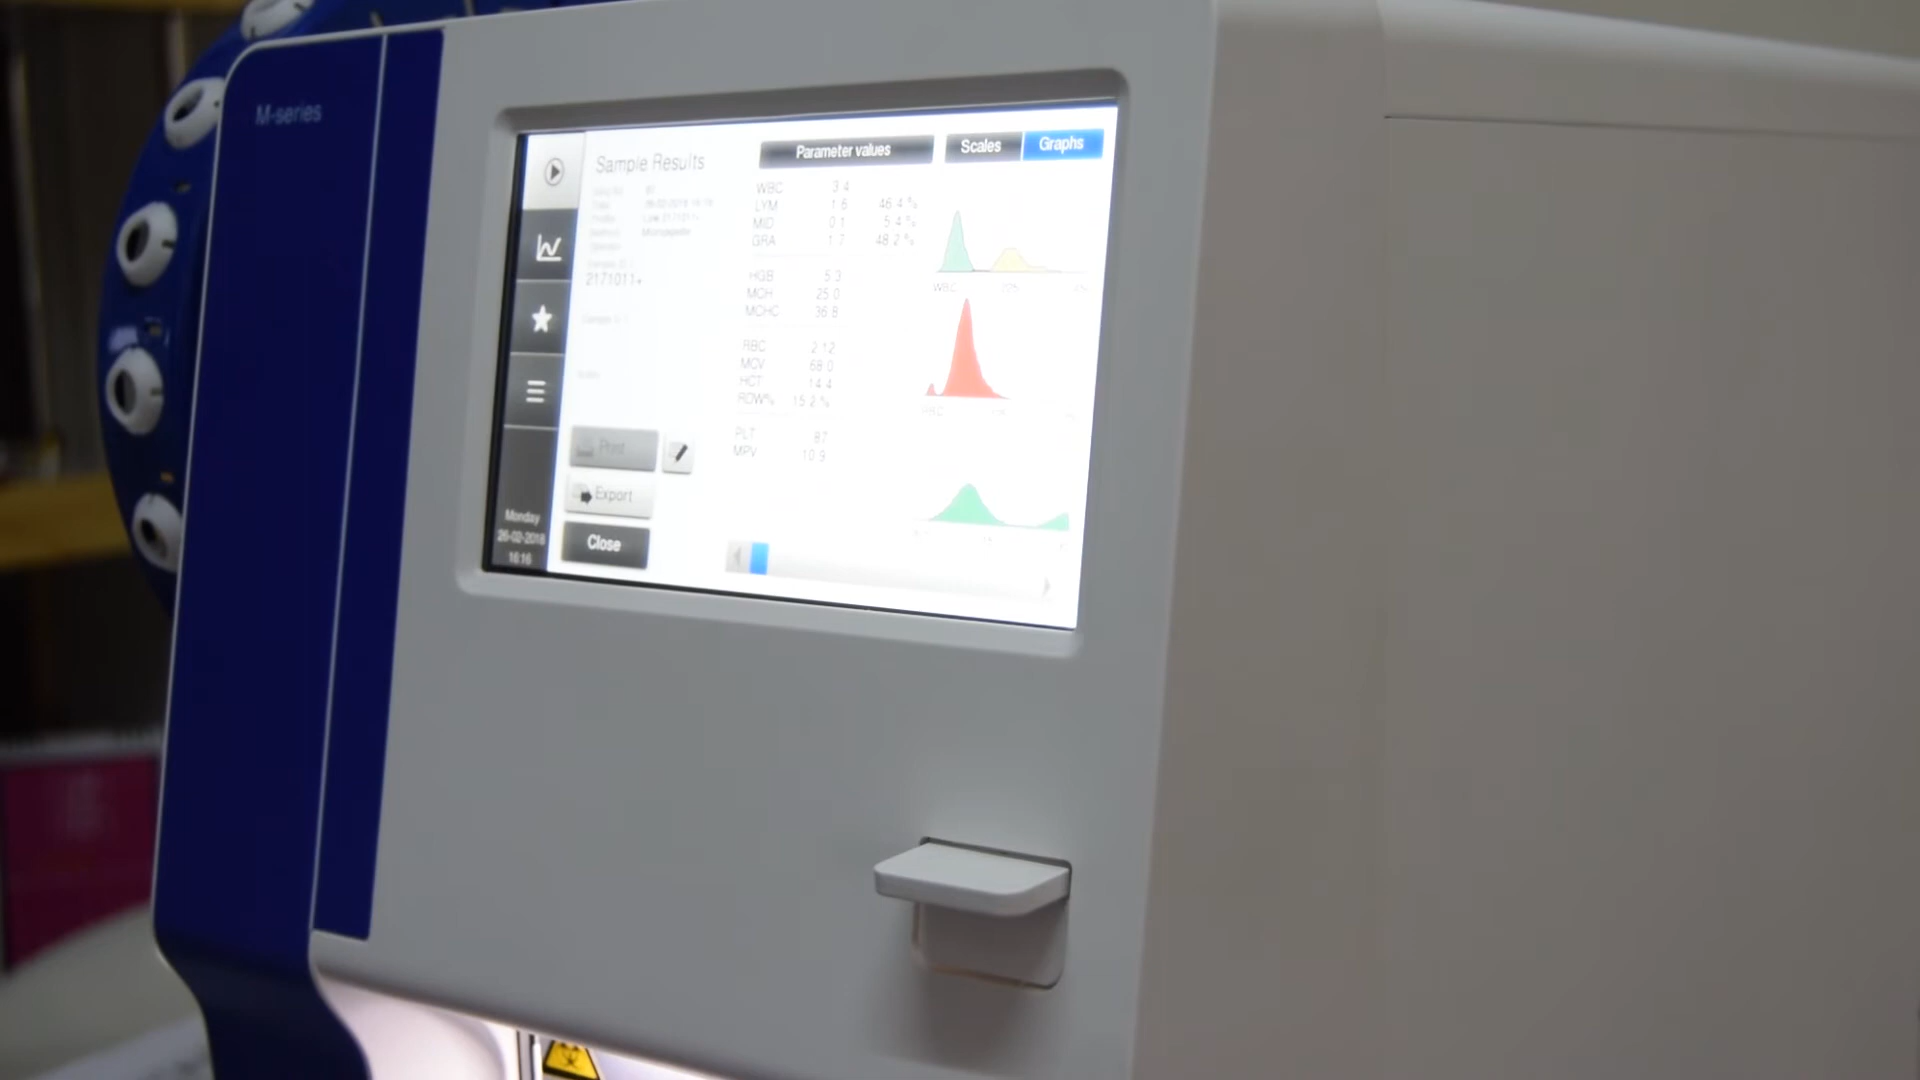 M-series
Sample Results
Parameter values
Scales
Graphs
2171011-
WBC 3.4
LYM 1.6 46.4 %
MID 0.1 5.4 %
GRA 1.7 48.2 %
HGB 5.3
MCH 25.0
MCHC 36.8
RBC 2.12
MCV 68.0
HCT 14.4
RDW% 15.2 %
PLT 87
MPV 10.9
WBC
RBC
Print
Export
Close
Monday
26-02-2018
16:16